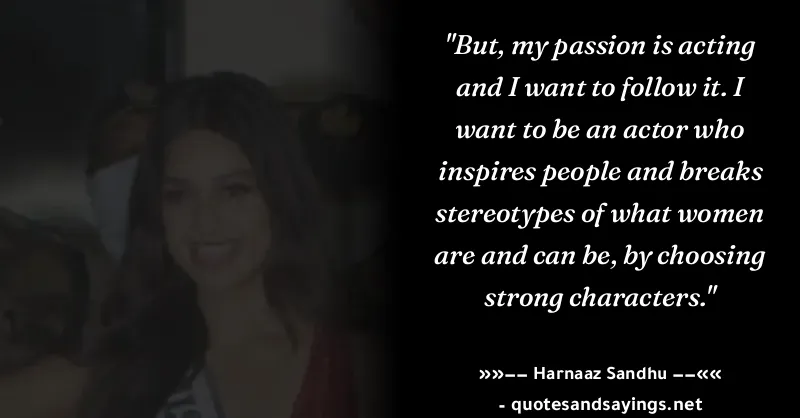 "But, my passion is acting
and I want to follow it. I
want to be an actor who
inspires people and breaks
stereotypes of what women
are and can be, by choosing
strong characters."
»»–– Harnaaz Sandhu ––««
- quotesandsayings.net